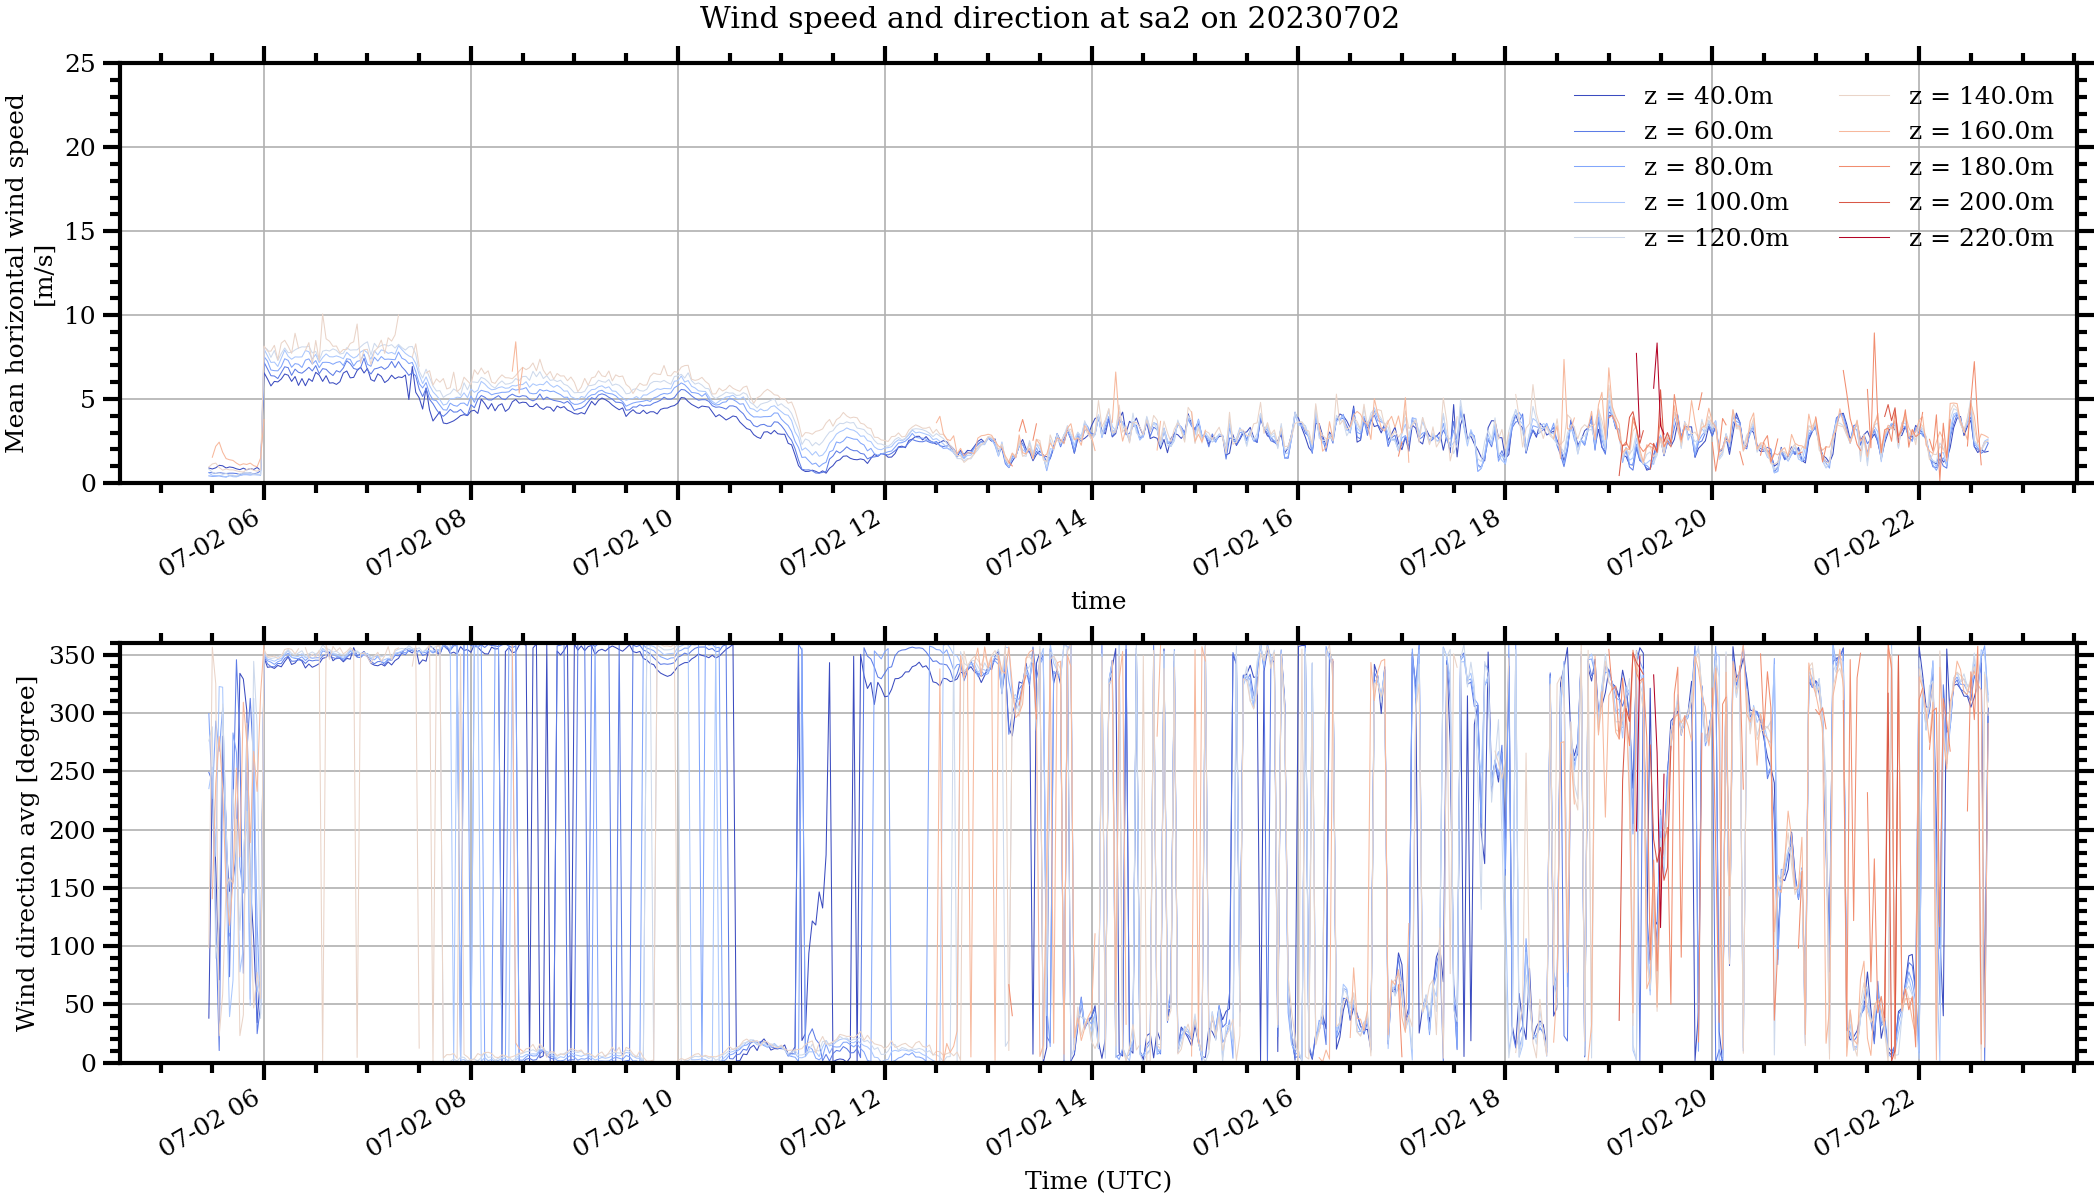 Wind speed and direction at sa2 on 20230702
Mean horizontal wind speed
[m/s]
25
20
15
10
5
0
z = 40.0m
z = 60.0m
z = 80.0m
z = 100.0m
z = 120.0m
z = 140.0m
z = 160.0m
z = 180.0m
z = 200.0m
z = 220.0m
07-02 06
07-02 08
07-02 10
07-02 12
07-02 14
07-02 16
07-02 18
07-02 20
07-02 22
time
Wind direction avg [degree]
350
300
250
200
150
100
50
0
07-02 06
07-02 08
07-02 10
07-02 12
07-02 14
07-02 16
07-02 18
07-02 20
07-02 22
Time (UTC)